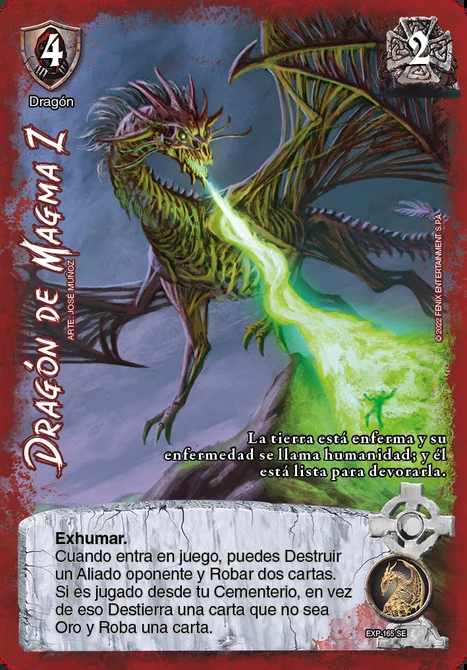 4
2
Dragón
DRAGÓN DE MAGMA Z
ARTE: JOSÉ MUÑOZ
© 2022 FENIX ENTERTAINMENT S.P.A
La tierra está enferma y su
enfermedad se llama humanidad; y él
está lista para devorarla.
Exhumar.
Cuando entra en juego, puedes Destruir
un Aliado oponente y Robar dos cartas.
Si es jugado desde tu Cementerio, en vez
de eso Destierra una carta que no sea
Oro y Roba una carta.
EXP-165 SE